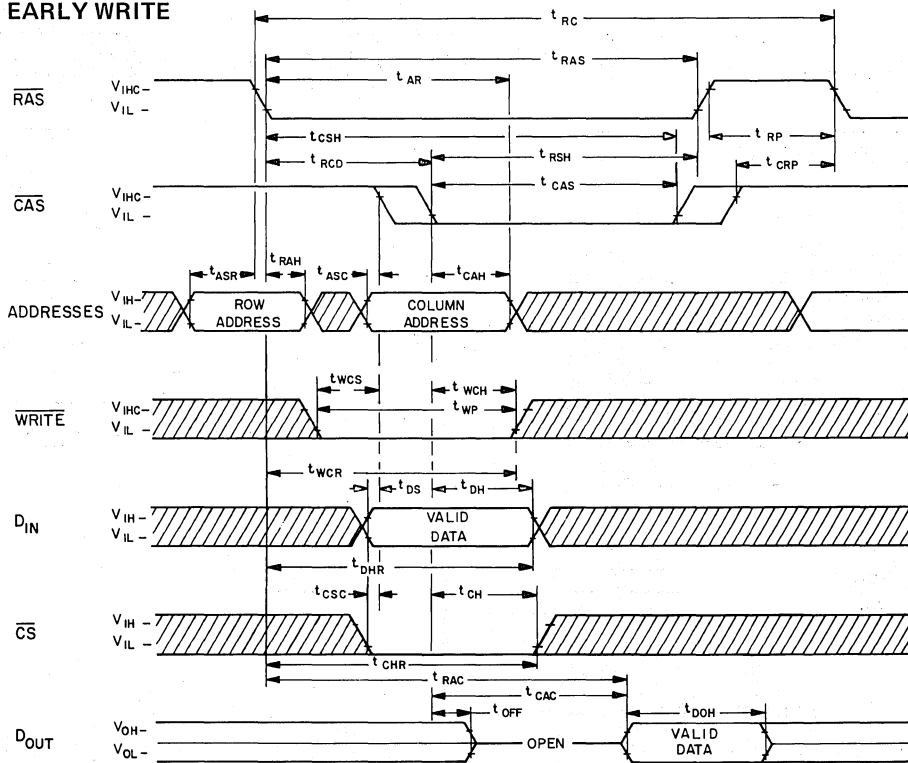 EARLY WRITE
t RC
t RAS
t AR
RAS
V IHC –
V IL –
t CSH
t RP
t RCD
t RSH
t CRP
t CAS
CAS
V IHC –
V IL –
t ASR
t RAH
t ASC
t CAH
ADDRESSES
V IH –
V IL –
ROW
ADDRESS
COLUMN
ADDRESS
t WCS
t WCH
t WP
WRITE
V IHC –
V IL –
t WCR
t DS
t DH
D IN
V IH –
V IL –
VALID
DATA
t DHR
t CSC
t CH
CS
V IH –
V IL –
t CHR
t RAC
t CAC
t OFF
t DOH
D OUT
V OH –
V OL –
OPEN
VALID
DATA